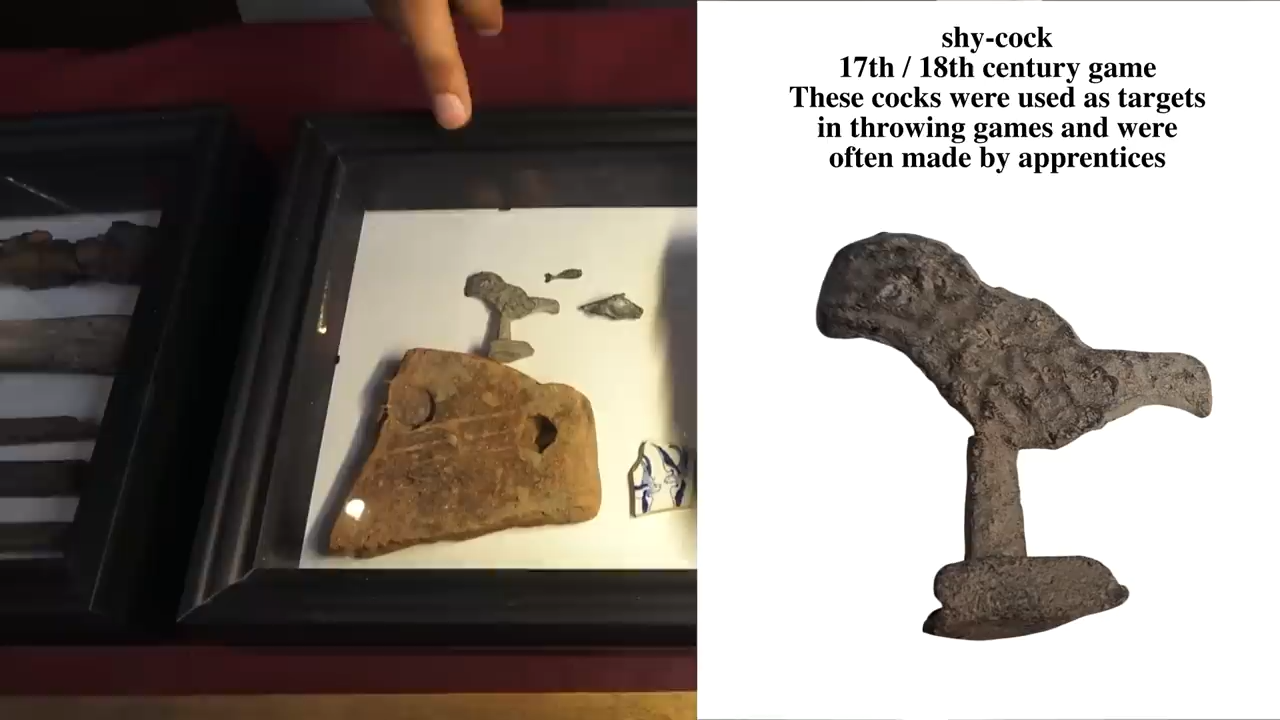 shy-cock
17th / 18th century game
These cocks were used as targets
in throwing games and were
often made by apprentices